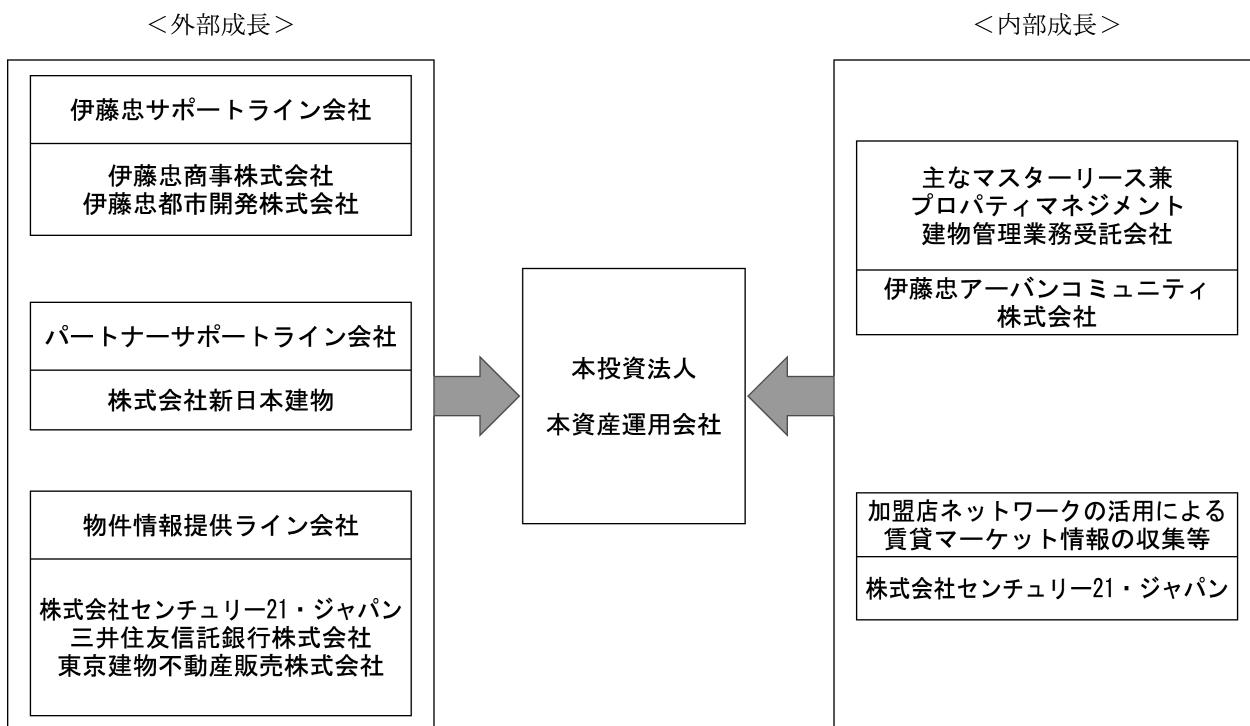 ＜外部成長＞
伊藤忠サポートライン会社
伊藤忠商事株式会社
伊藤忠都市開発株式会社
パートナーサポートライン会社
株式会社新日本建物
物件情報提供ライン会社
株式会社センチュリー21・ジャパン
三井住友信託銀行株式会社
東京建物不動産販売株式会社
本投資法人
本資産運用会社
＜内部成長＞
主なマスターリース兼
プロパティマネジメント
建物管理業務受託会社
伊藤忠アーバンコミュニティ
株式会社
加盟店ネットワークの活用による
賃貸マーケット情報の収集等
株式会社センチュリー21・ジャパン